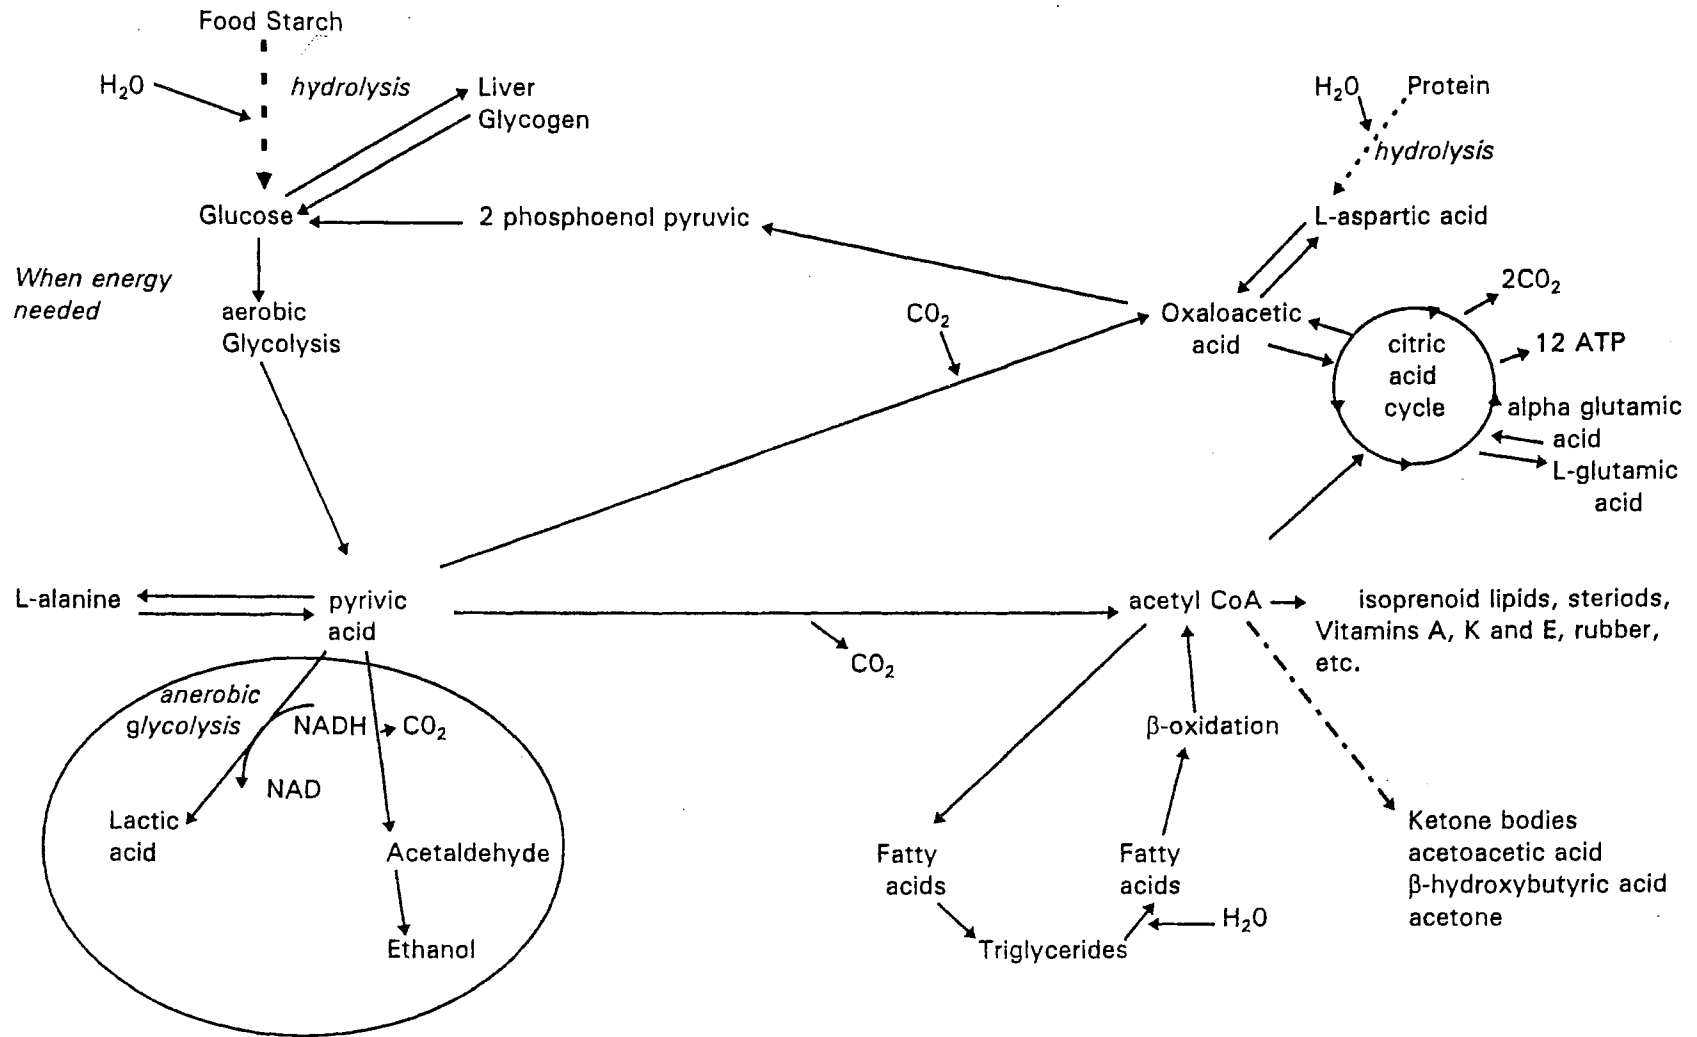 Food Starch
H₂O
hydrolysis
Liver
Glycogen
H₂O
Protein
hydrolysis
Glucose
2 phosphoenol pyruvic
L-aspartic acid
When energy
needed
aerobic
Glycolysis
CO₂
Oxaloacetic
acid
citric
acid
cycle
2CO₂
12 ATP
alpha glutamic
acid
L-glutamic
acid
L-alanine
pyrivic
acid
CO₂
acetyl CoA
isoprenoid lipids, steriods,
Vitamins A, K and E, rubber,
etc.
anerobic
glycolysis
NADH
CO₂
NAD
Lactic
acid
Acetaldehyde
Ethanol
β-oxidation
Fatty
acids
Fatty
acids
H₂O
Triglycerides
Ketone bodies
acetoacetic acid
β-hydroxybutyric acid
acetone